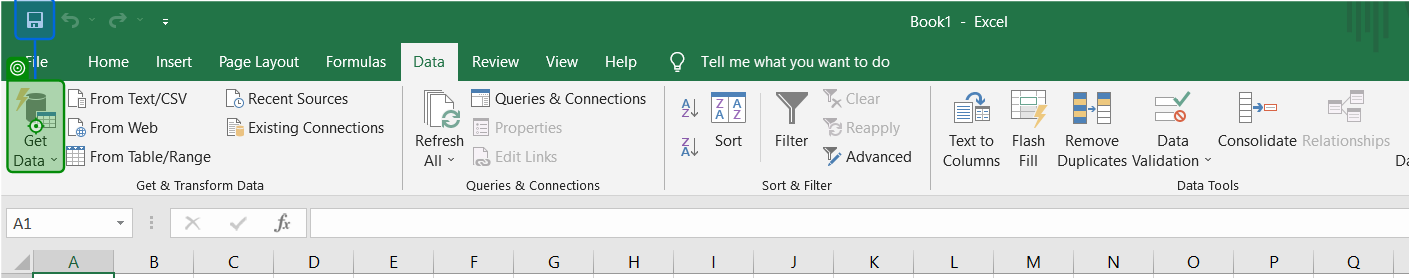 Book1 - Excel
File Home Insert Page Layout Formulas Data Review View Help Tell me what you want to do
Get Data
From Text/CSV
From Web
From Table/Range
Recent Sources
Existing Connections
Get & Transform Data
Refresh All
Queries & Connections
Properties
Edit Links
Queries & Connections
A
Z
Z
A
Z A
A Z
Sort
Filter
Clear
Reapply
Advanced
Sort & Filter
Text to Columns
Flash Fill
Remove Duplicates
Data Validation
Consolidate
Relationships
Da
Data Tools
A1
fx
A B C D E F G H I J K L M N O P Q